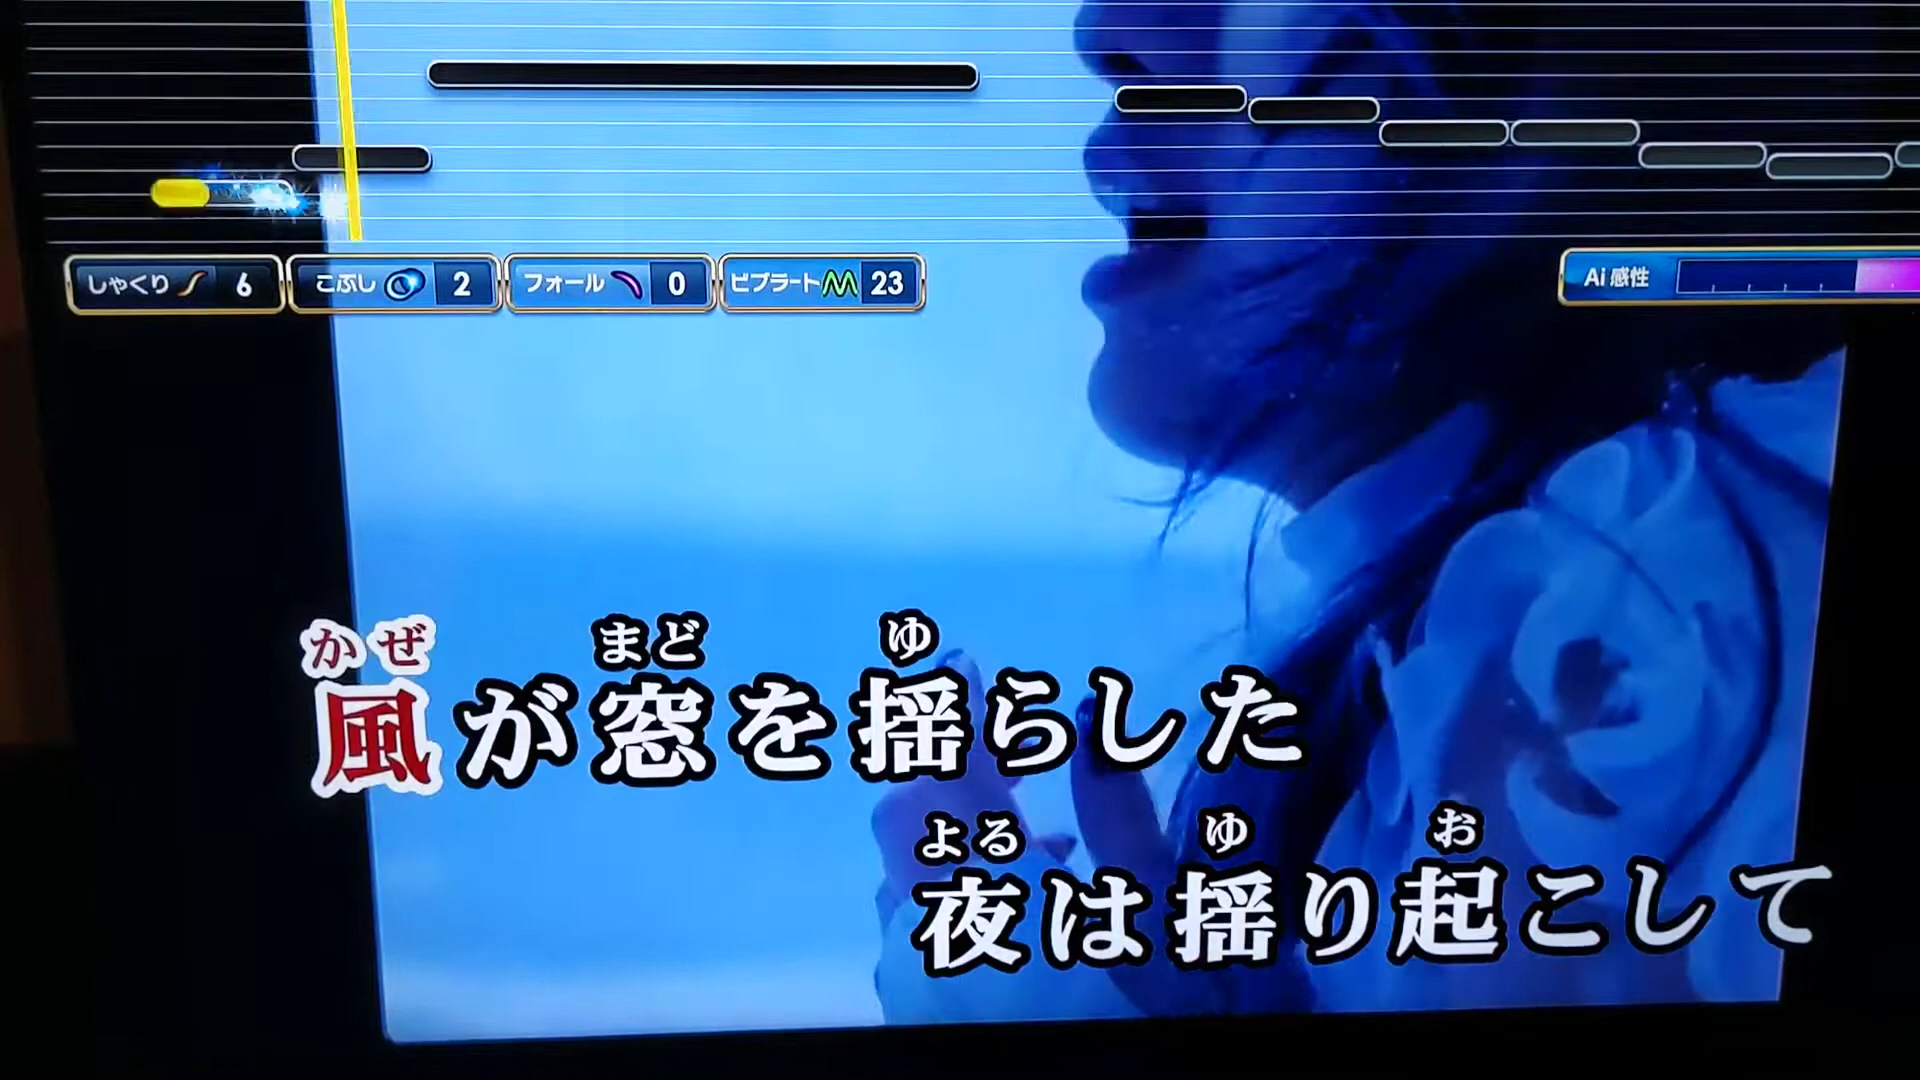 しゃくり 6 こぶし 2 フォール 0 ビブラート 23 Ai 感性
かぜ まど ゆ
風が窓を揺らした
よる ゆ お
夜は揺り起こして